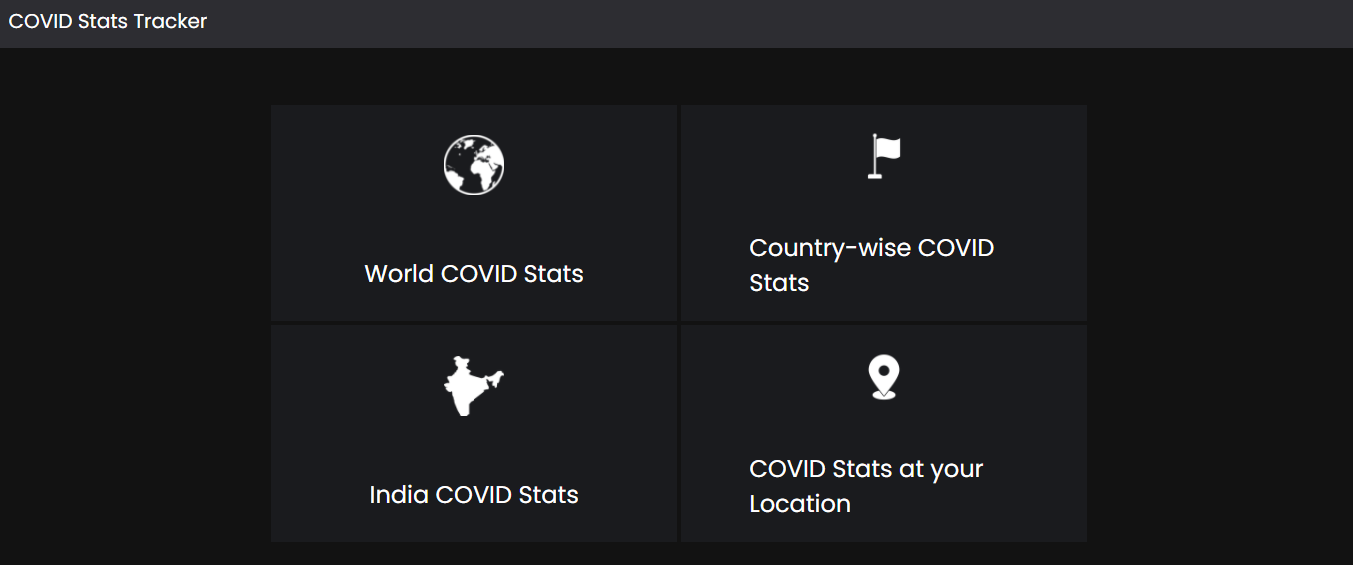 COVID Stats Tracker
World COVID Stats
Country-wise COVID
Stats
India COVID Stats
COVID Stats at your
Location